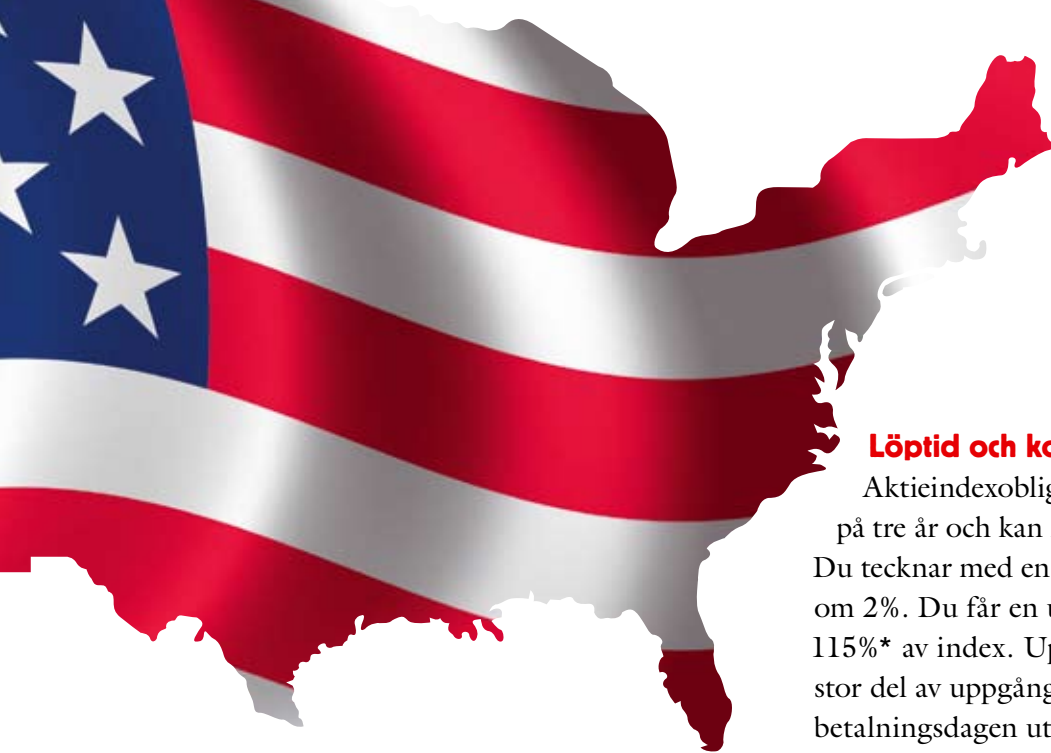 Löptid och
Aktieindexoblig
på tre år och kan
Du tecknar med en
om 2%. Du får en
115%* av index. Up
stor del av uppgång
betalningsdagen ut